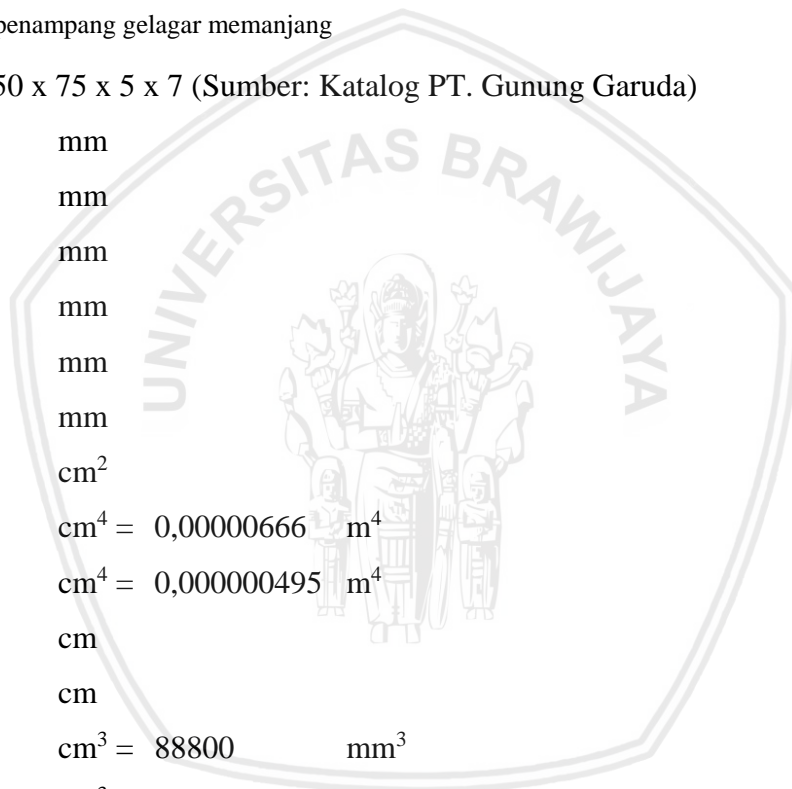 penampang gelagar memanjang
50 x 75 x 5 x 7 (Sumber: Katalog PT. Gunung Garuda)
mm
mm
mm
mm
mm
mm
cm²
cm⁴ = 0,00000666 m⁴
cm⁴ = 0,000000495 m⁴
cm
cm
cm³ = 88800 mm³
UNIVERSITAS BRAWIJAYA